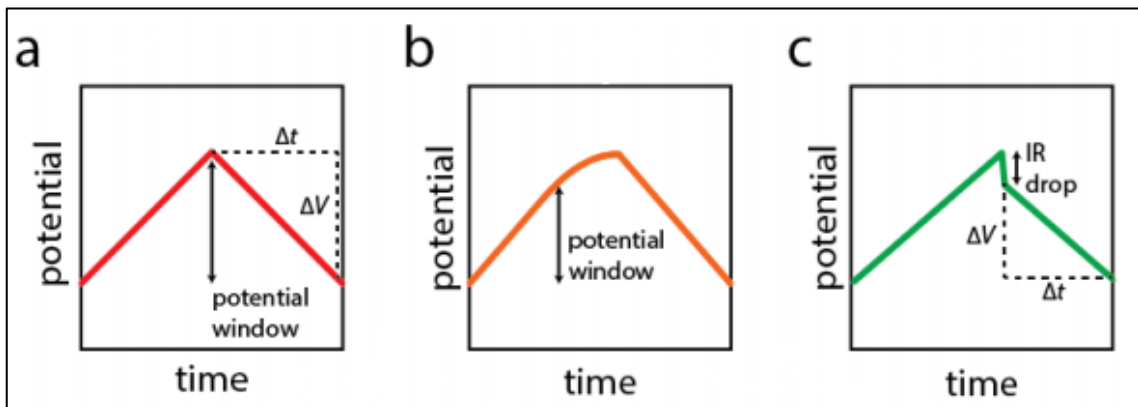 a
potential
time
Δt
ΔV
potential
window
b
potential
time
potential
window
c
potential
time
IR
drop
ΔV
Δt